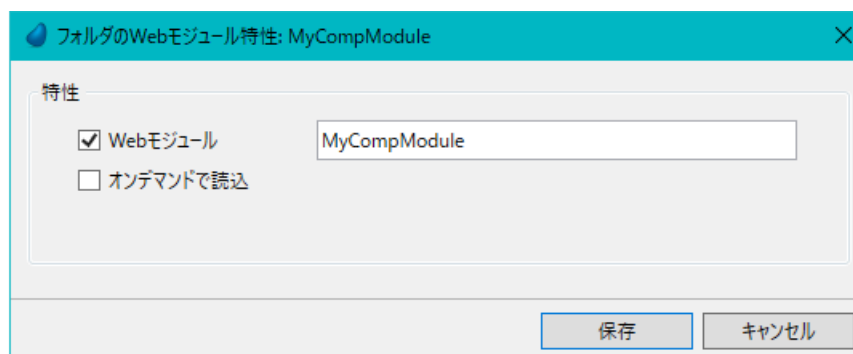 フォルダのWebモジュール特性: MyCompModule
特性
Webモジュール MyCompModule
オンデマンドで読込
保存 キャンセル